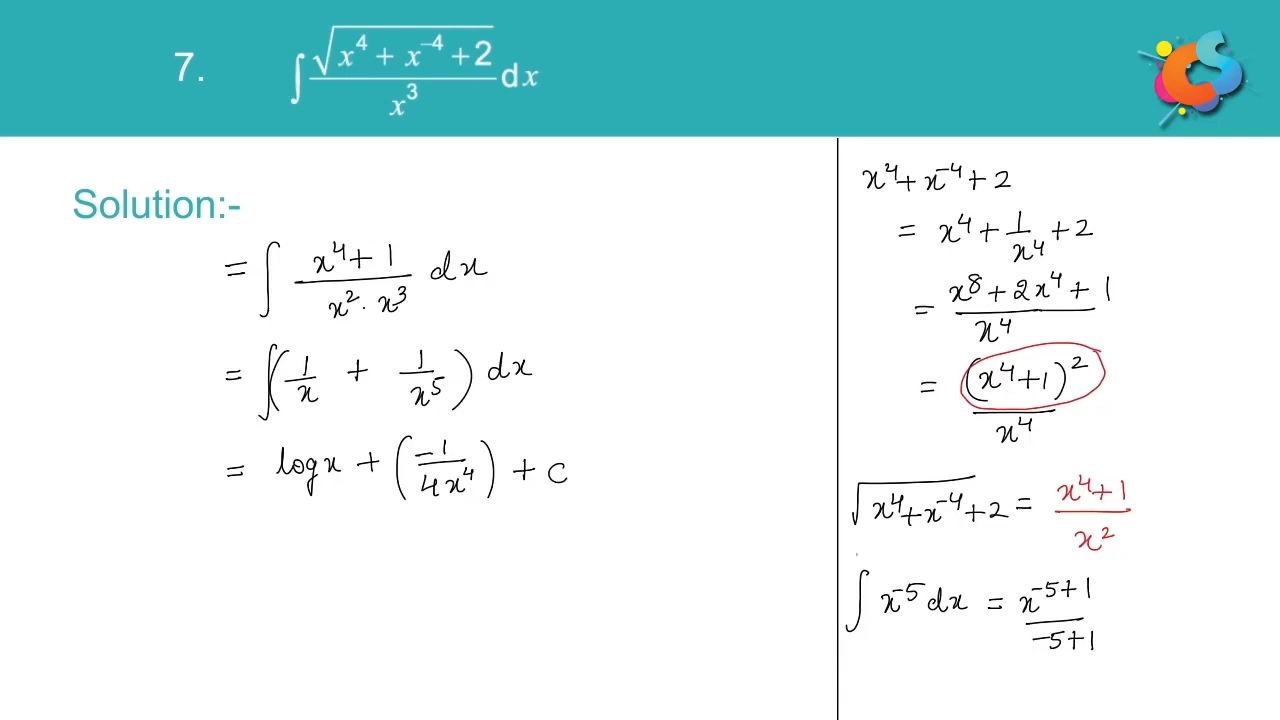 7. ∫ √(x⁴ + x⁻⁴ + 2) / x³ dx
Solution:-
= ∫ (x⁴ + 1) / (x² · x³) dx
= ∫ (1/x + 1/x⁵) dx
= log x + (-1 / 4x⁴) + c
x⁴ + x⁻⁴ + 2
= x⁴ + 1/x⁴ + 2
= (x⁸ + 2x⁴ + 1) / x⁴
= (x⁴ + 1)² / x⁴
√(x⁴ + x⁻⁴) + 2 = (x⁴ + 1) / x²
∫ x⁻⁵ dx = x⁻⁵⁺¹ / (-5+1)
CS